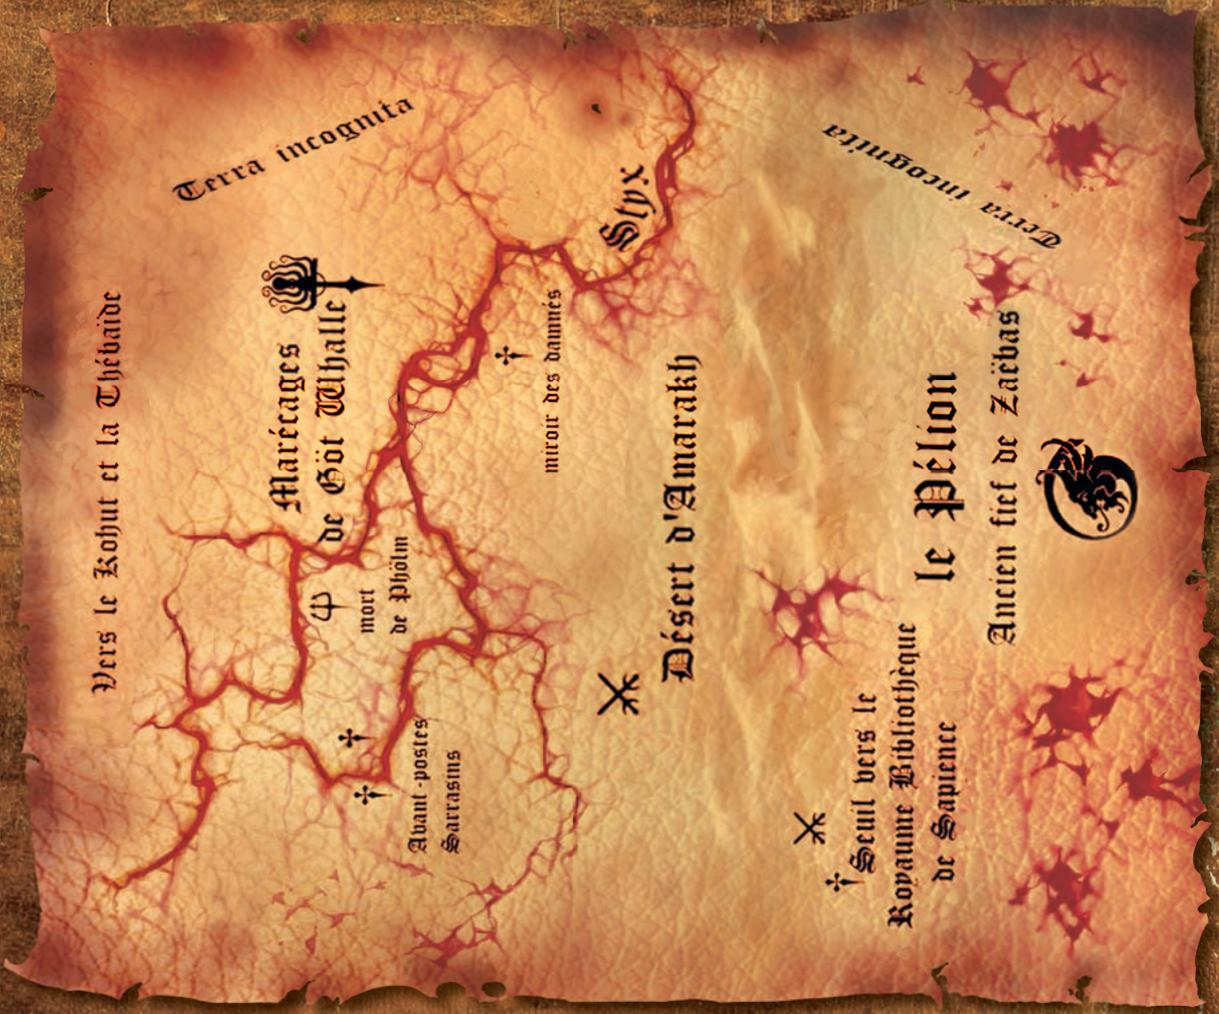 Vers le Kohut et la Thébaïde
Terra incognita
Marécages
de Göt Whalle
mort
de Phölm
Avant-postes
Sarrasins
miroir des damnés
Styx
Désert d'Amarakh
Terra incognita
Seuil vers le
Royaume Bibliothèque
de Sapience
le Pélion
Ancien fief de Zaëbas